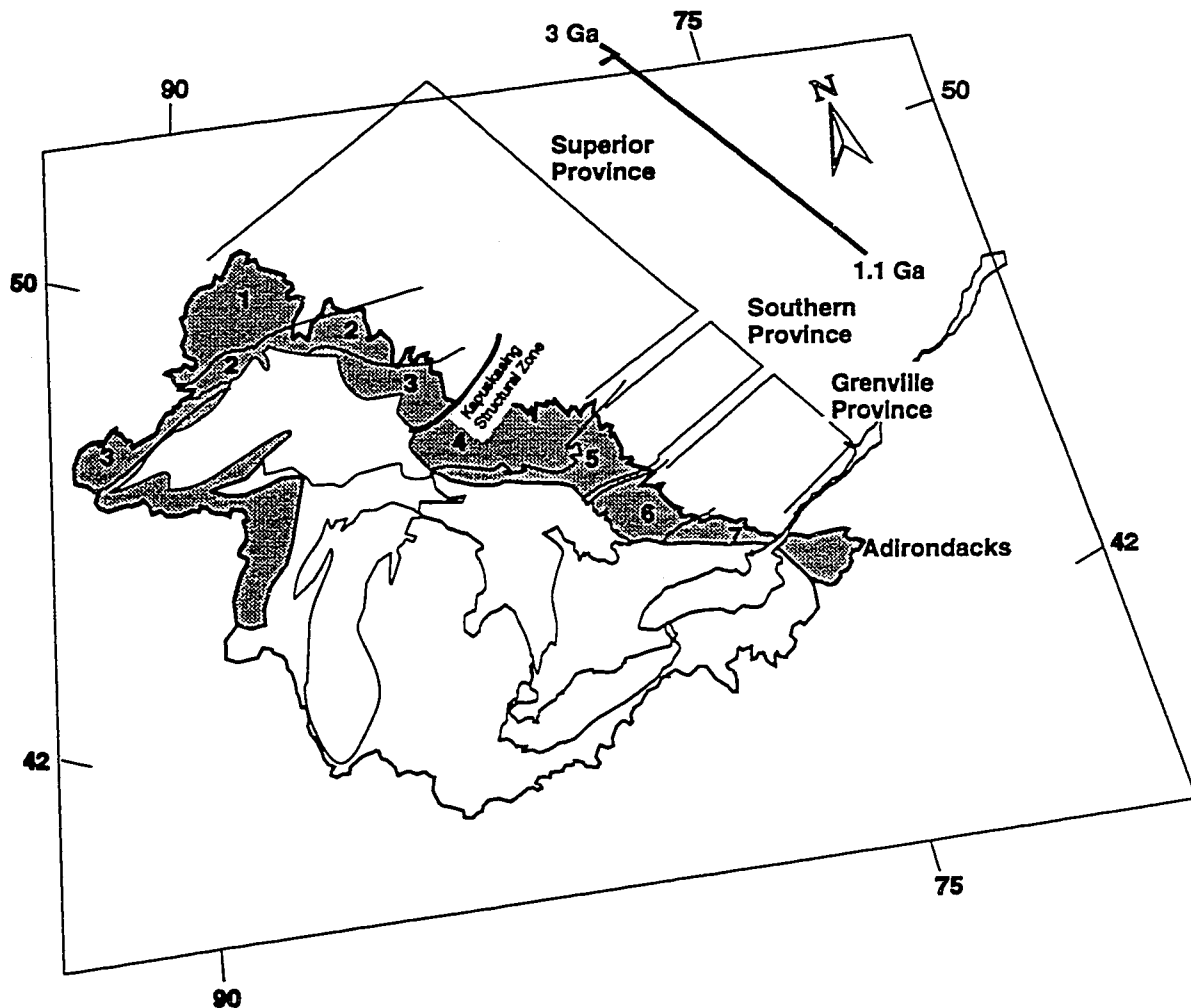 75
3 Ga
90
N
50
Superior
Province
1.1 Ga
50
1
Southern
Province
2
2
Kapuskasing
Structural Zone
3
Grenville
Province
4
3
5
6
7
Adirondacks
42
42
75
90